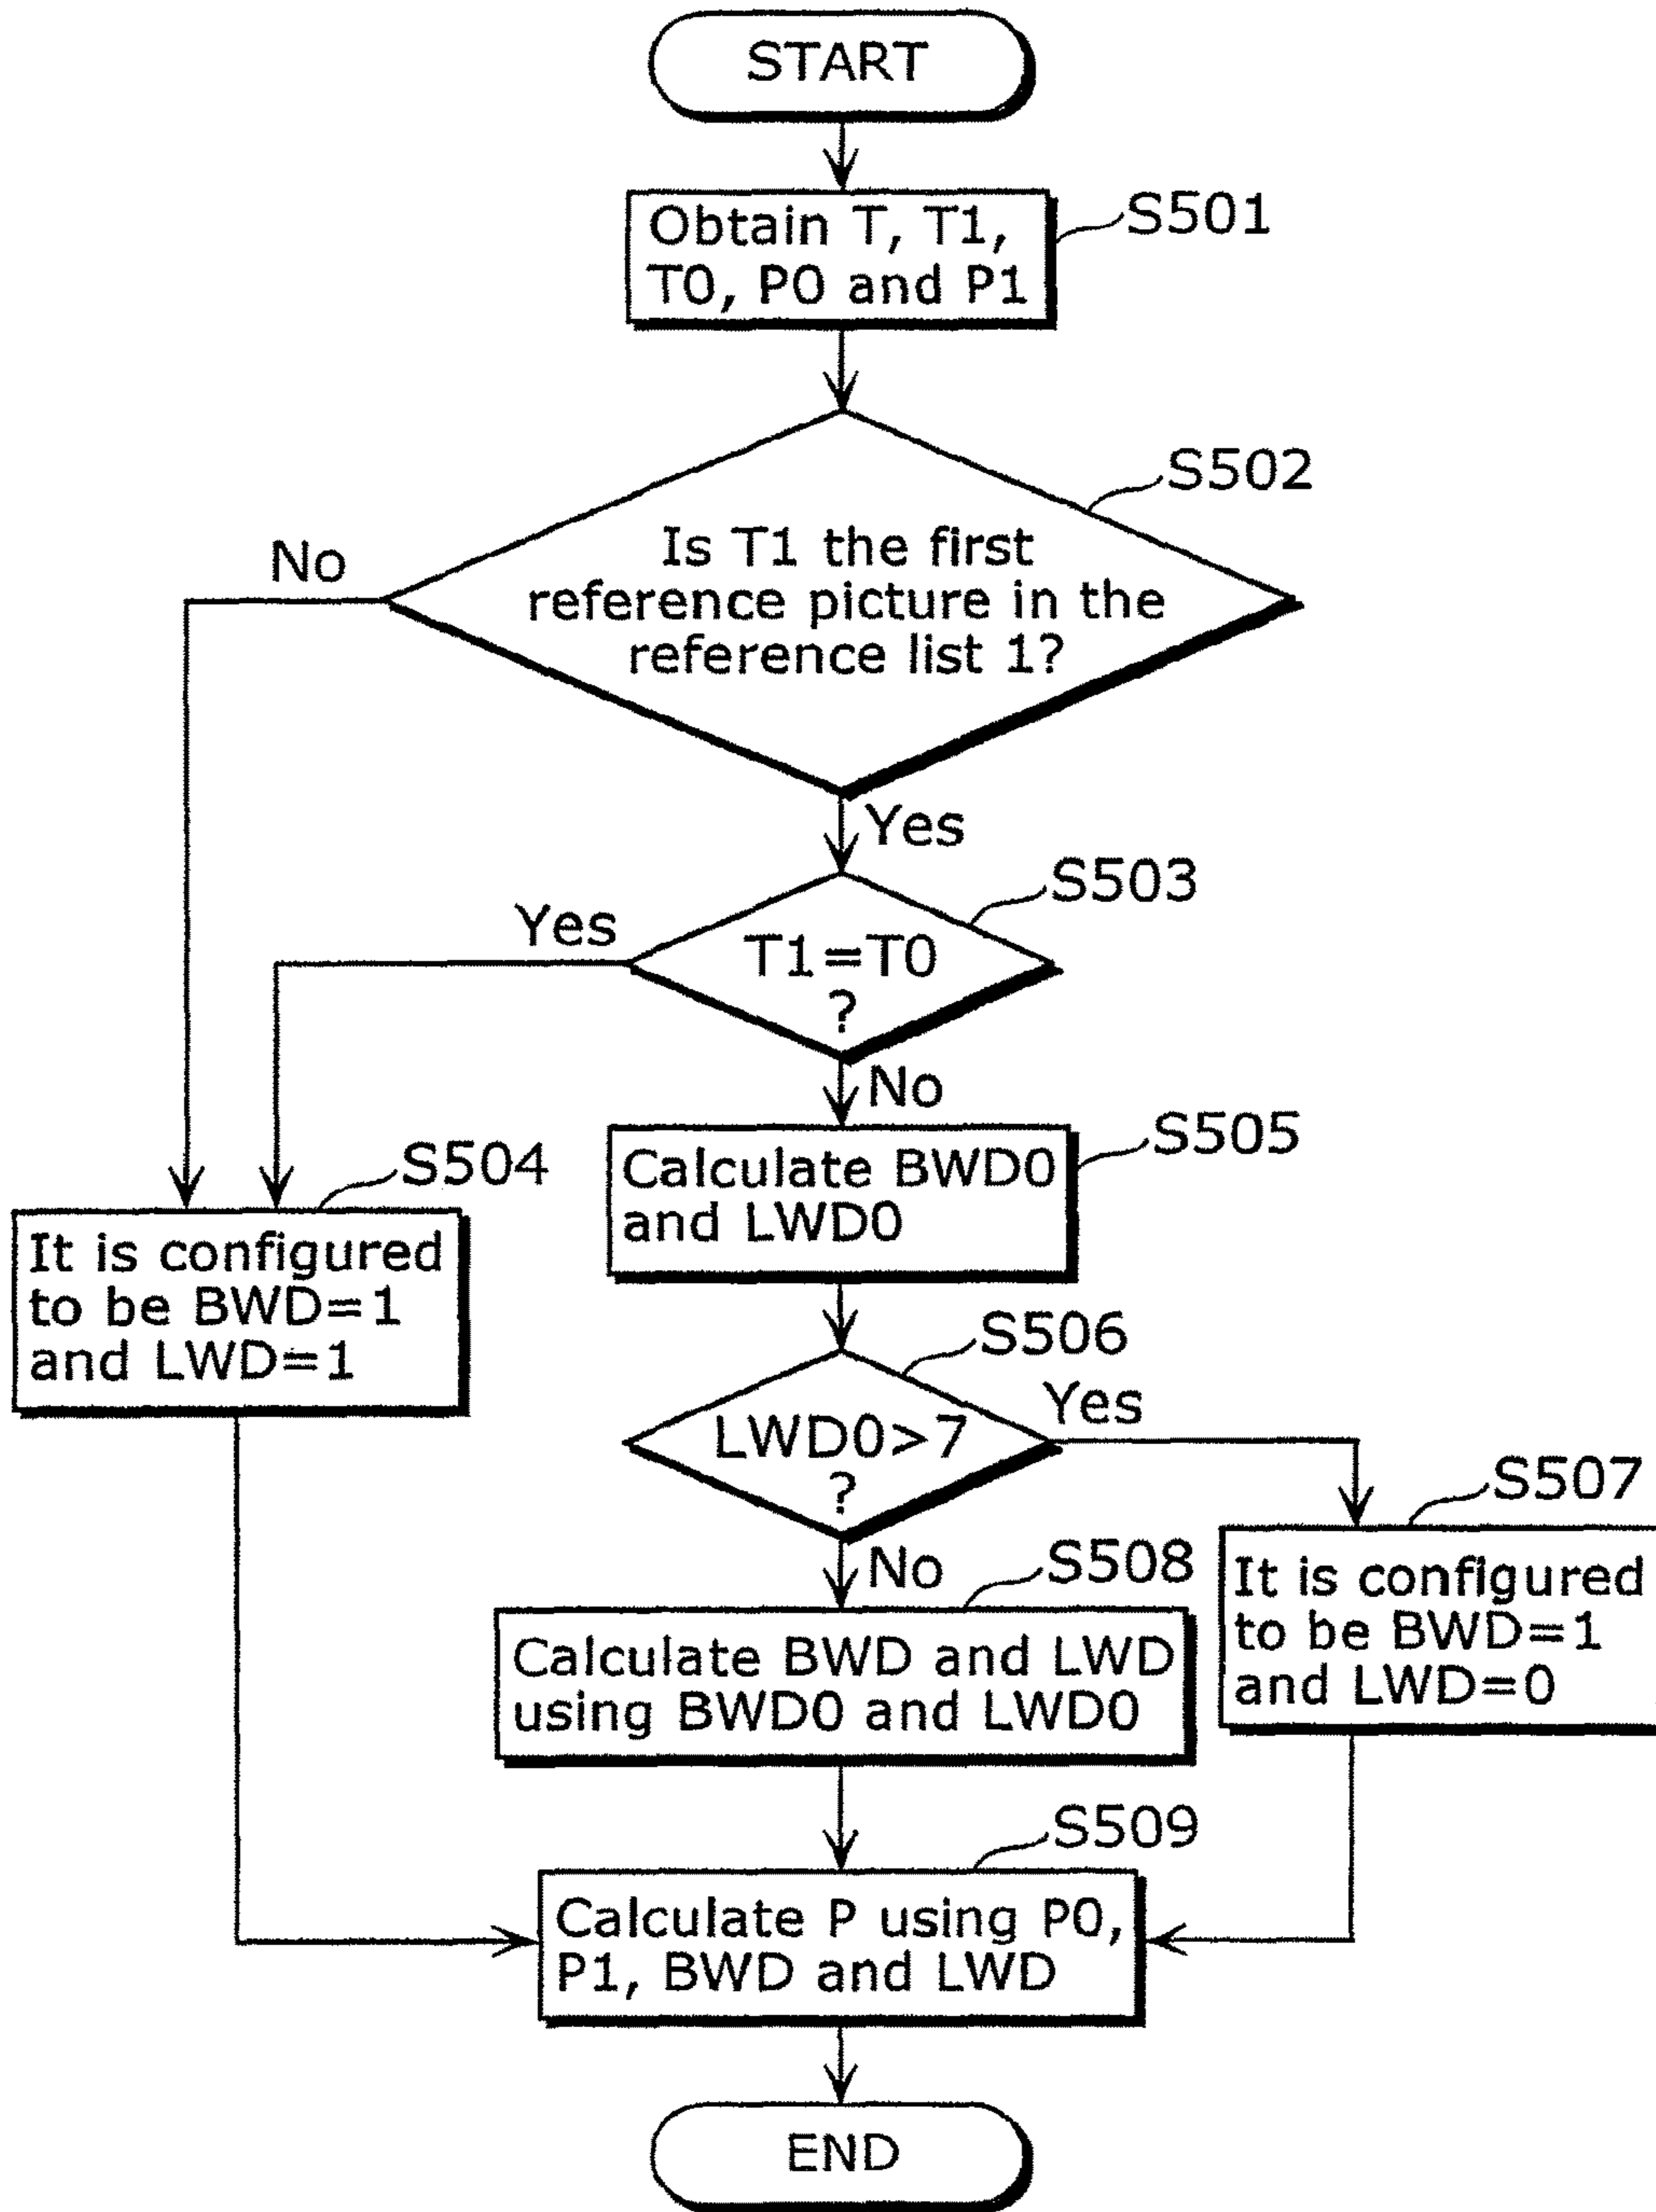 START
S501
Obtain T, T1,
T0, P0 and P1
S502
Is T1 the first
reference picture in the
reference list 1?
No
Yes
S503
T1=T0
?
Yes
No
S504
It is configured
to be BWD=1
and LWD=1
S505
Calculate BWD0
and LWD0
S506
LWD0>7
?
Yes
No
S507
It is configured
to be BWD=1
and LWD=0
S508
Calculate BWD and LWD
using BWD0 and LWD0
S509
Calculate P using P0,
P1, BWD and LWD
END